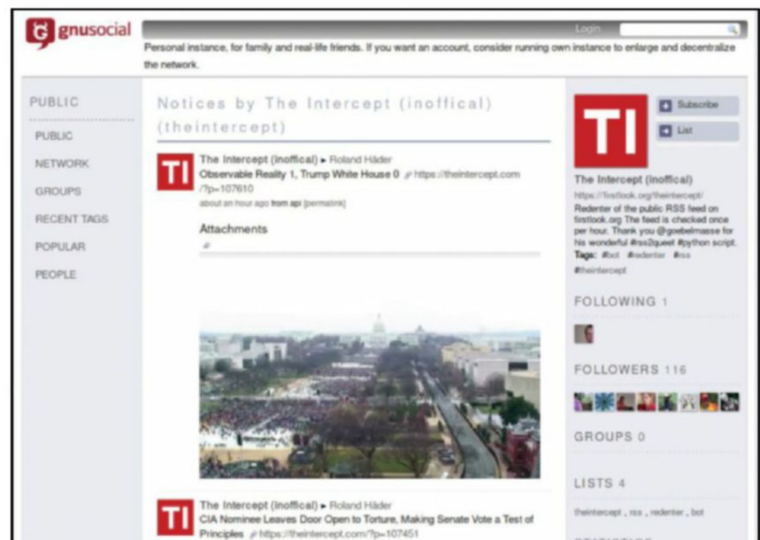 gnusocial
Login
Personal instance, for family and real-life friends. If you want an account, consider running own instance to enlarge and decentralize
the network.
PUBLIC
PUBLIC
NETWORK
GROUPS
RECENT TAGS
POPULAR
PEOPLE
Notices by The Intercept (inoffical)
(theintercept)
TI
The Intercept (inoffical) ▸ Roland Häder
Observable Reality 1, Trump White House 0 https://theintercept.com
/?p=107610
about an hour ago from api [permalink]
Attachments
TI
The Intercept (inoffical) ▸ Roland Häder
CIA Nominee Leaves Door Open to Torture, Making Senate Vote a Test of
Principles https://theintercept.com/?p=107451
TI
Subscribe
List
The Intercept (inoffical)
https://firstlook.org/theintercept/
Redenter of the public RSS feed on
firstlook.org The feed is checked once
per hour. Thank you @goebelmasse for
his wonderful #rss2queet #python script.
Tags: #bot #redenter #rss
#theintercept
FOLLOWING 1
FOLLOWERS 116
GROUPS 0
LISTS 4
theintercept , rss , redenter , bot